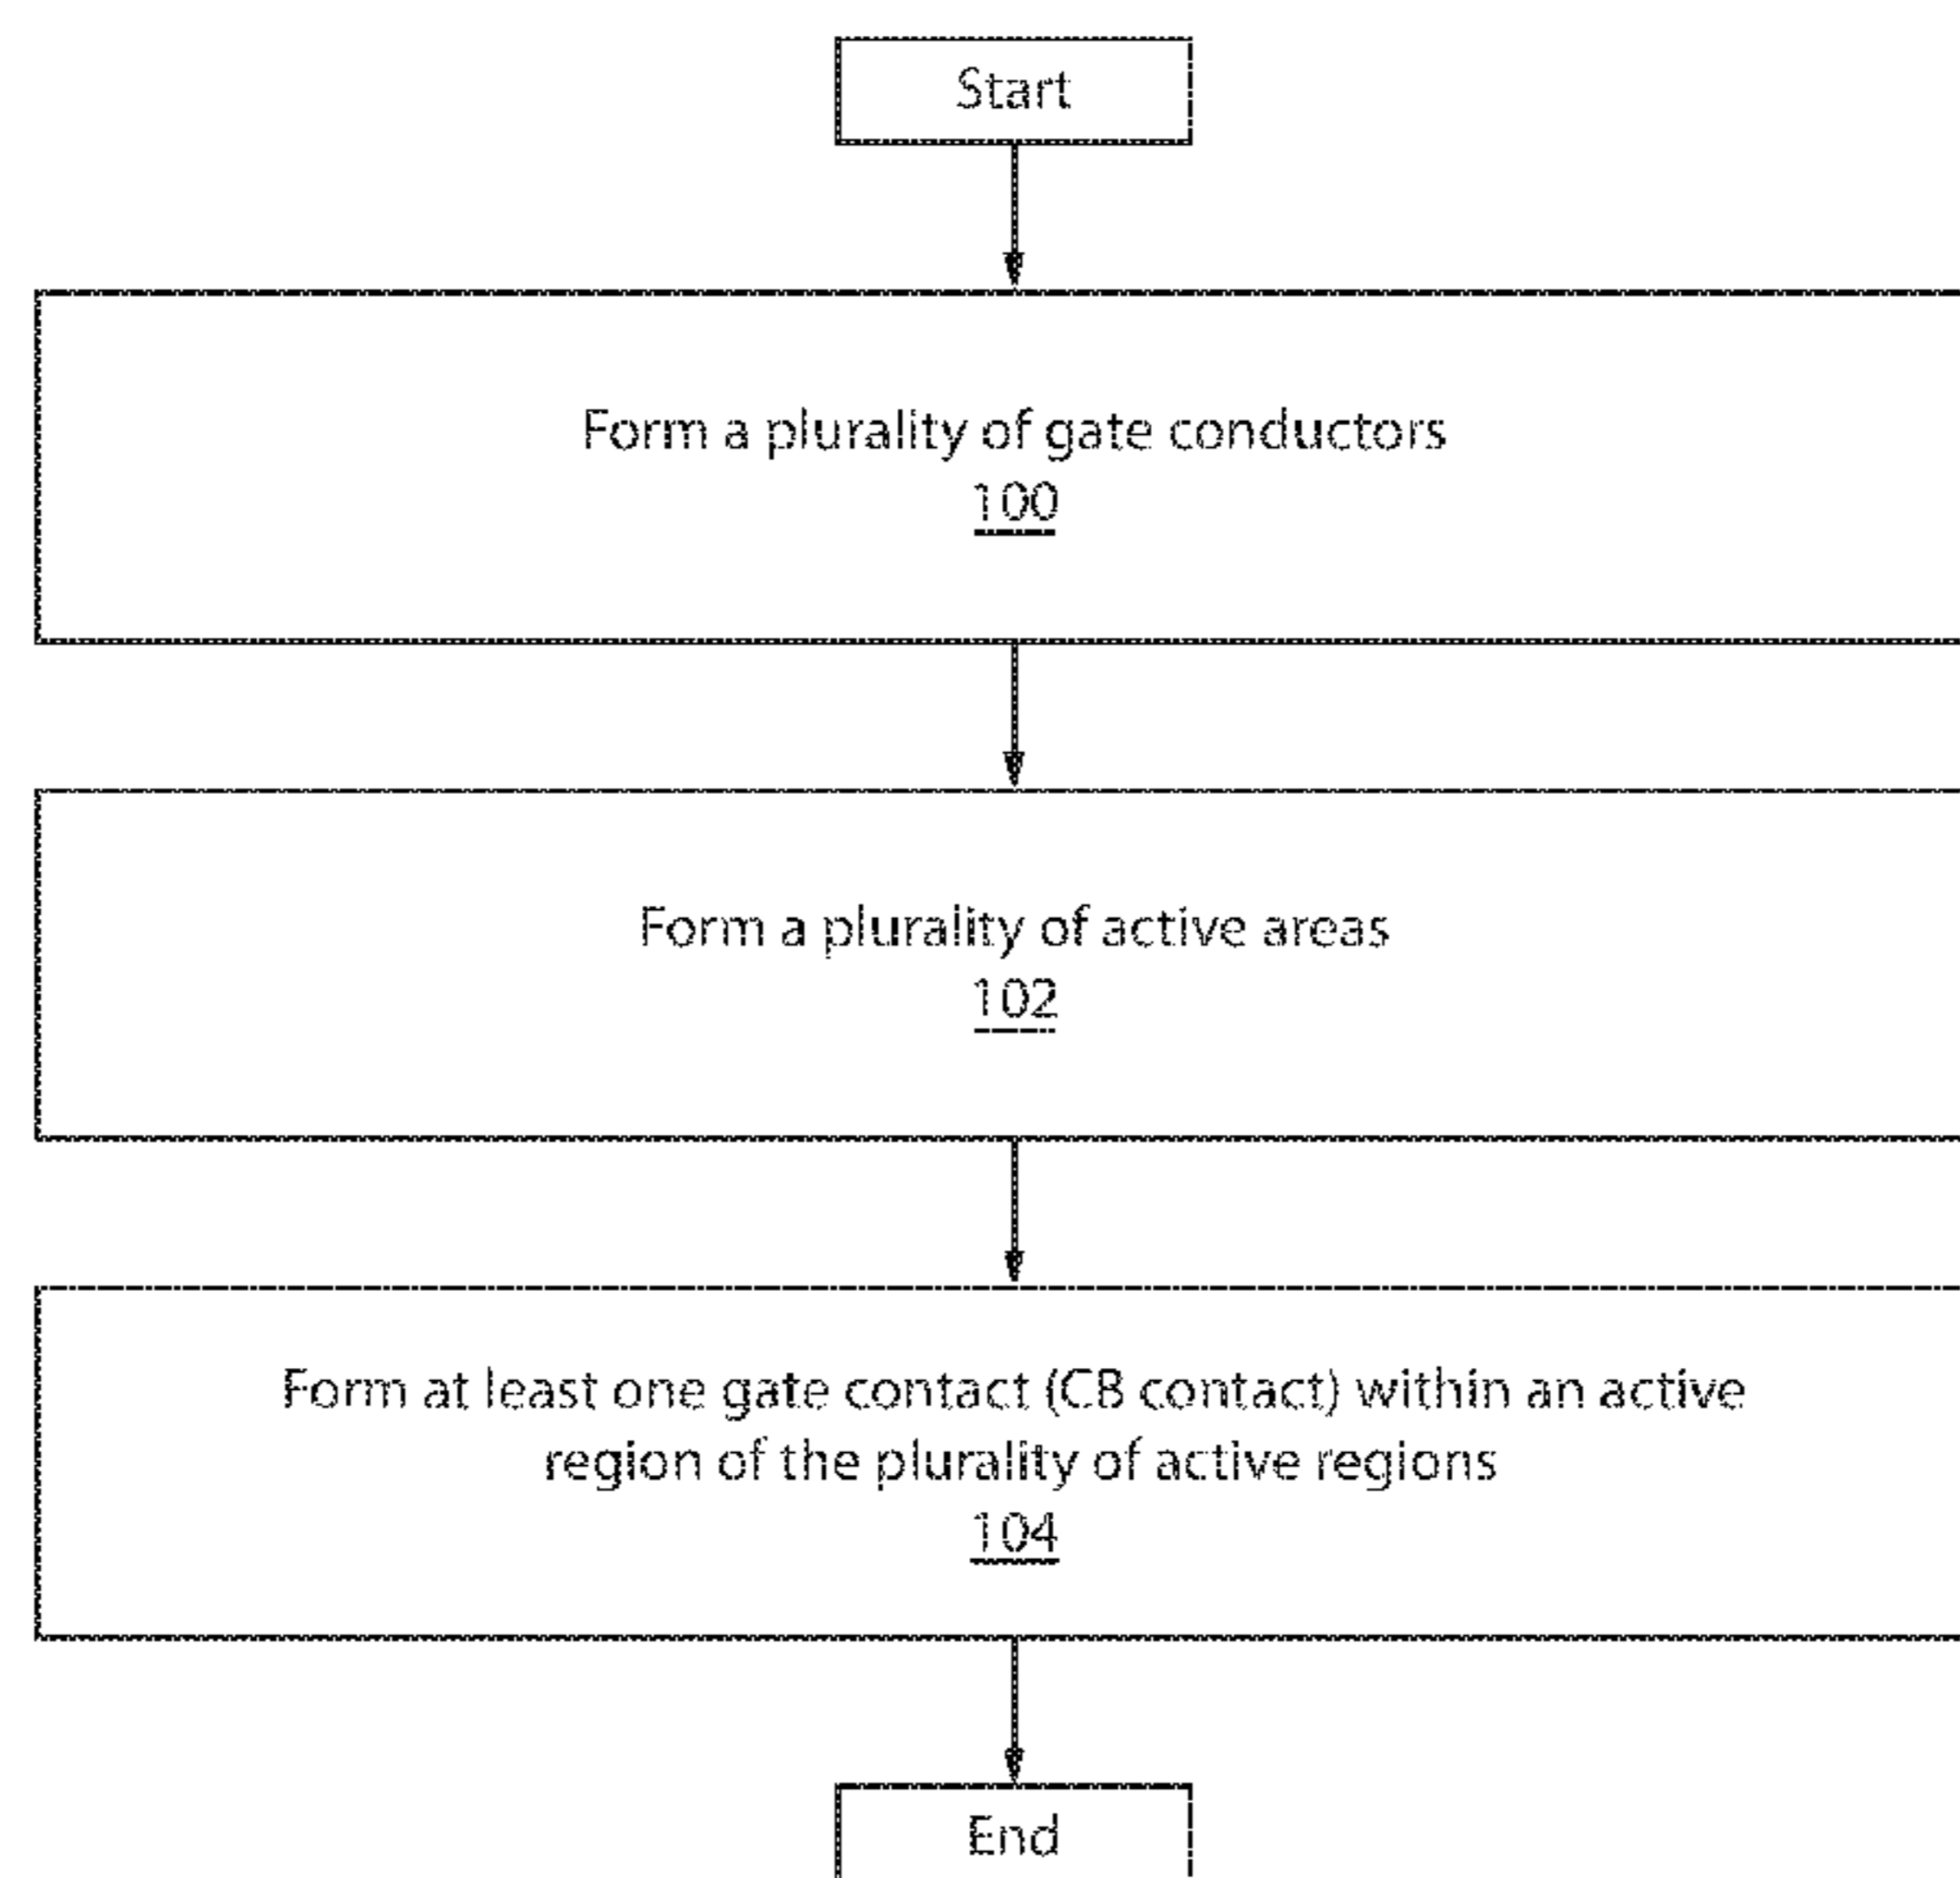 Start
Form a plurality of gate conductors
100
Form a plurality of active areas
102
Form at least one gate contact (CB contact) within an active
region of the plurality of active regions
104
End